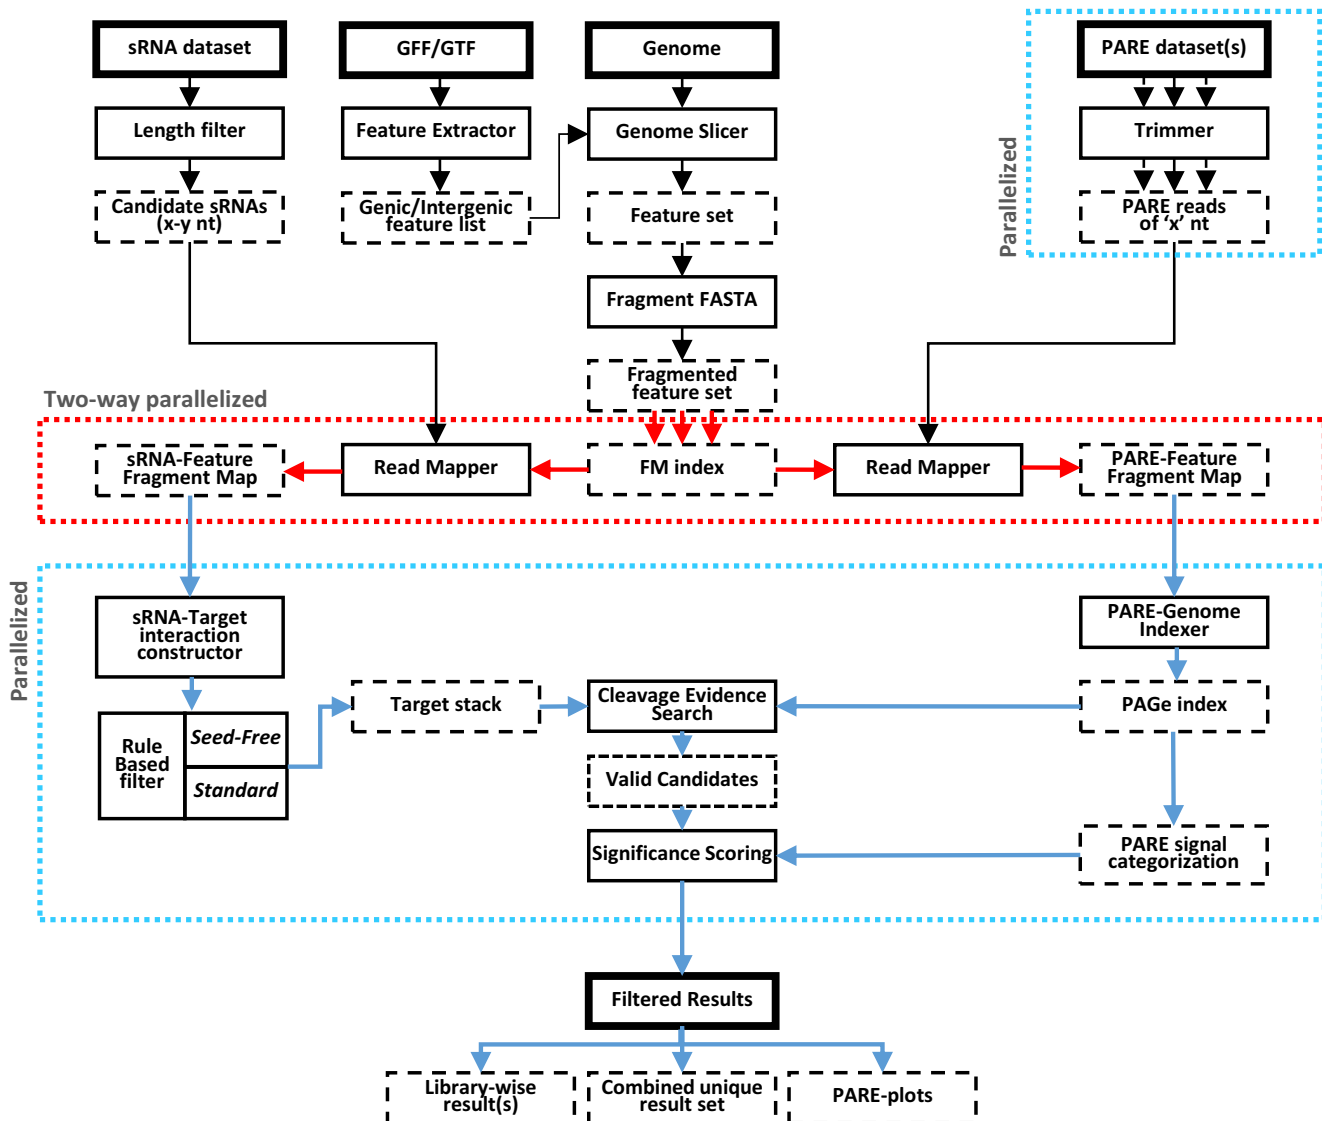 sRNA dataset
GFF/GTF
Genome
PARE dataset(s)
Length filter
Feature Extractor
Genome Slicer
Trimmer
Parallelized
Candidate sRNAs
(x-y nt)
Genic/Intergenic
feature list
Feature set
PARE reads
of ‘x’ nt
Fragment FASTA
Fragmented
feature set
Two-way parallelized
sRNA-Feature
Fragment Map
Read Mapper
FM index
Read Mapper
PARE-Feature
Fragment Map
Parallelized
sRNA-Target
interaction
constructor
PARE-Genome
Indexer
Rule
Based
filter
Seed-Free
Standard
Target stack
Cleavage Evidence
Search
PAGe index
Valid Candidates
Significance Scoring
PARE signal
categorization
Filtered Results
Library-wise
result(s)
Combined unique
result set
PARE-plots